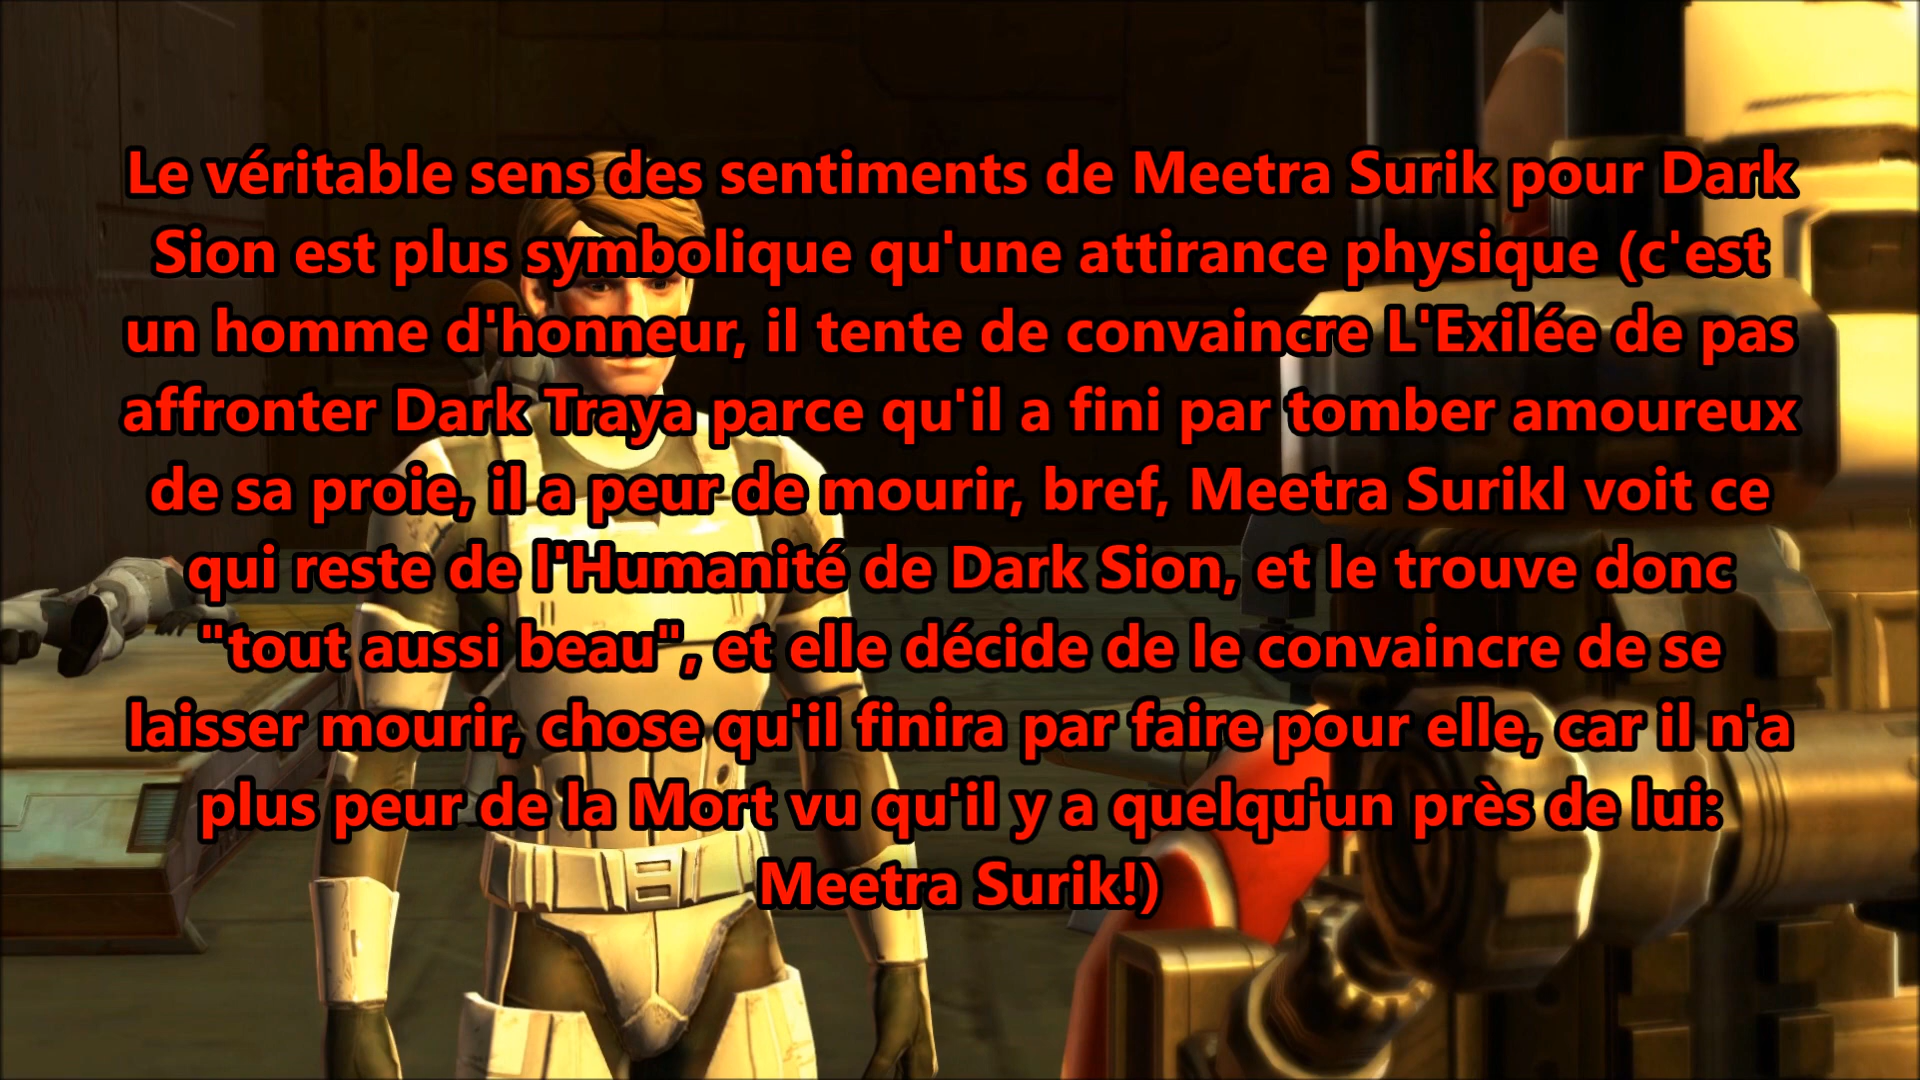 Le véritable sens des sentiments de Meetra Surik pour Dark
Sion est plus symbolique qu'une attirance physique (c'est
un homme d'honneur, il tente de convaincre L'Exilée de pas
affronter Dark Traya parce qu'il a fini par tomber amoureux
de sa proie, il a peur de mourir, bref, Meetra Surikl voit ce
qui reste de l'Humanité de Dark Sion, et le trouve donc
"tout aussi beau", et elle décide de le convaincre de se
laisser mourir, chose qu'il finira par faire pour elle, car il n'a
plus peur de la Mort vu qu'il y a quelqu'un près de lui:
Meetra Surik!)